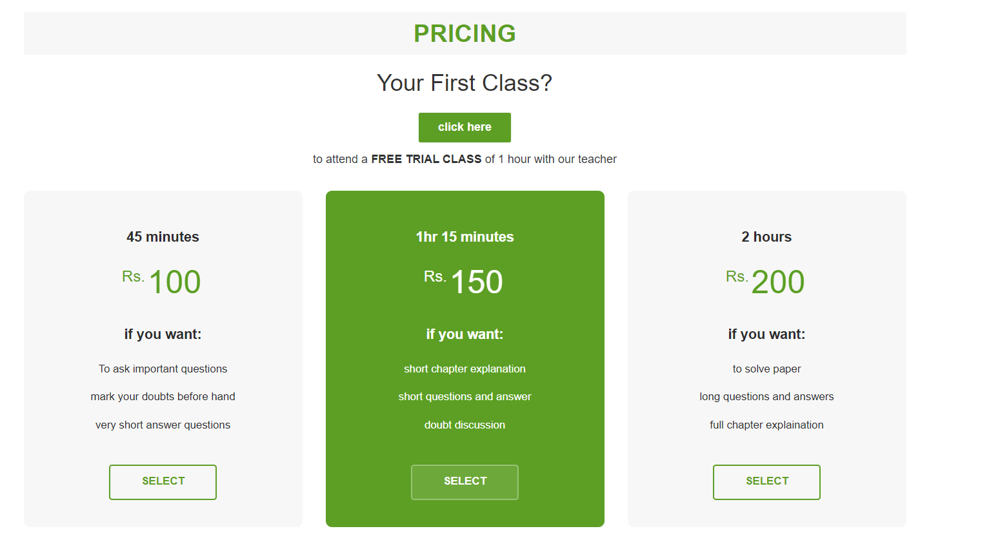 PRICING
Your First Class?
click here
to attend a FREE TRIAL CLASS of 1 hour with our teacher
45 minutes
Rs. 100
if you want:
To ask important questions
mark your doubts before hand
very short answer questions
SELECT
1hr 15 minutes
Rs. 150
if you want:
short chapter explanation
short questions and answer
doubt discussion
SELECT
2 hours
Rs. 200
if you want:
to solve paper
long questions and answers
full chapter explaination
SELECT